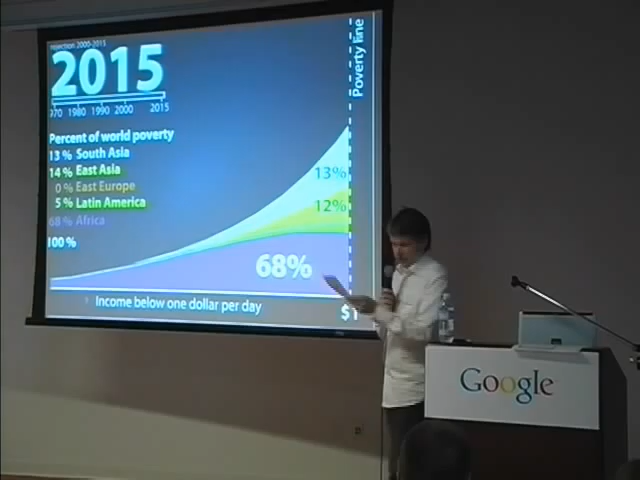 rojection 2000-2015
2015
70 1980 1990 2000 2015
Percent of world poverty
13 % South Asia
14 % East Asia
0 % East Europe
5 % Latin America
68 % Africa
100 %
Poverty line
13%
12%
68%
Income below one dollar per day
$1
Google